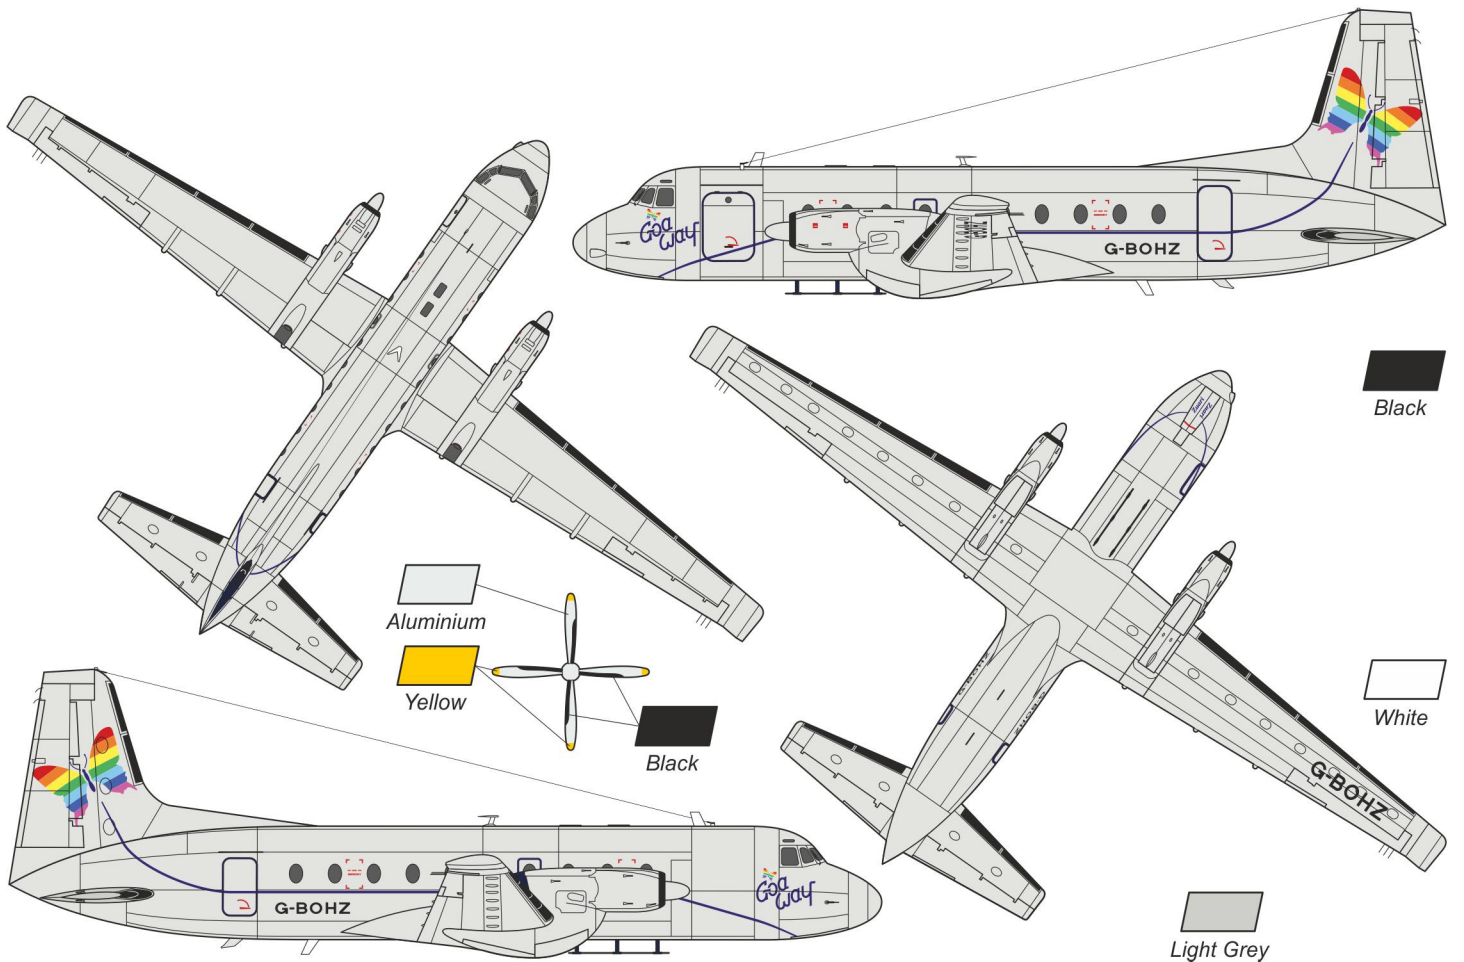 Goa
Way
G-BOHZ
Black
Aluminium
Yellow
Black
White
G-BOHZ
G-BOHZ
Goa
Way
Light Grey